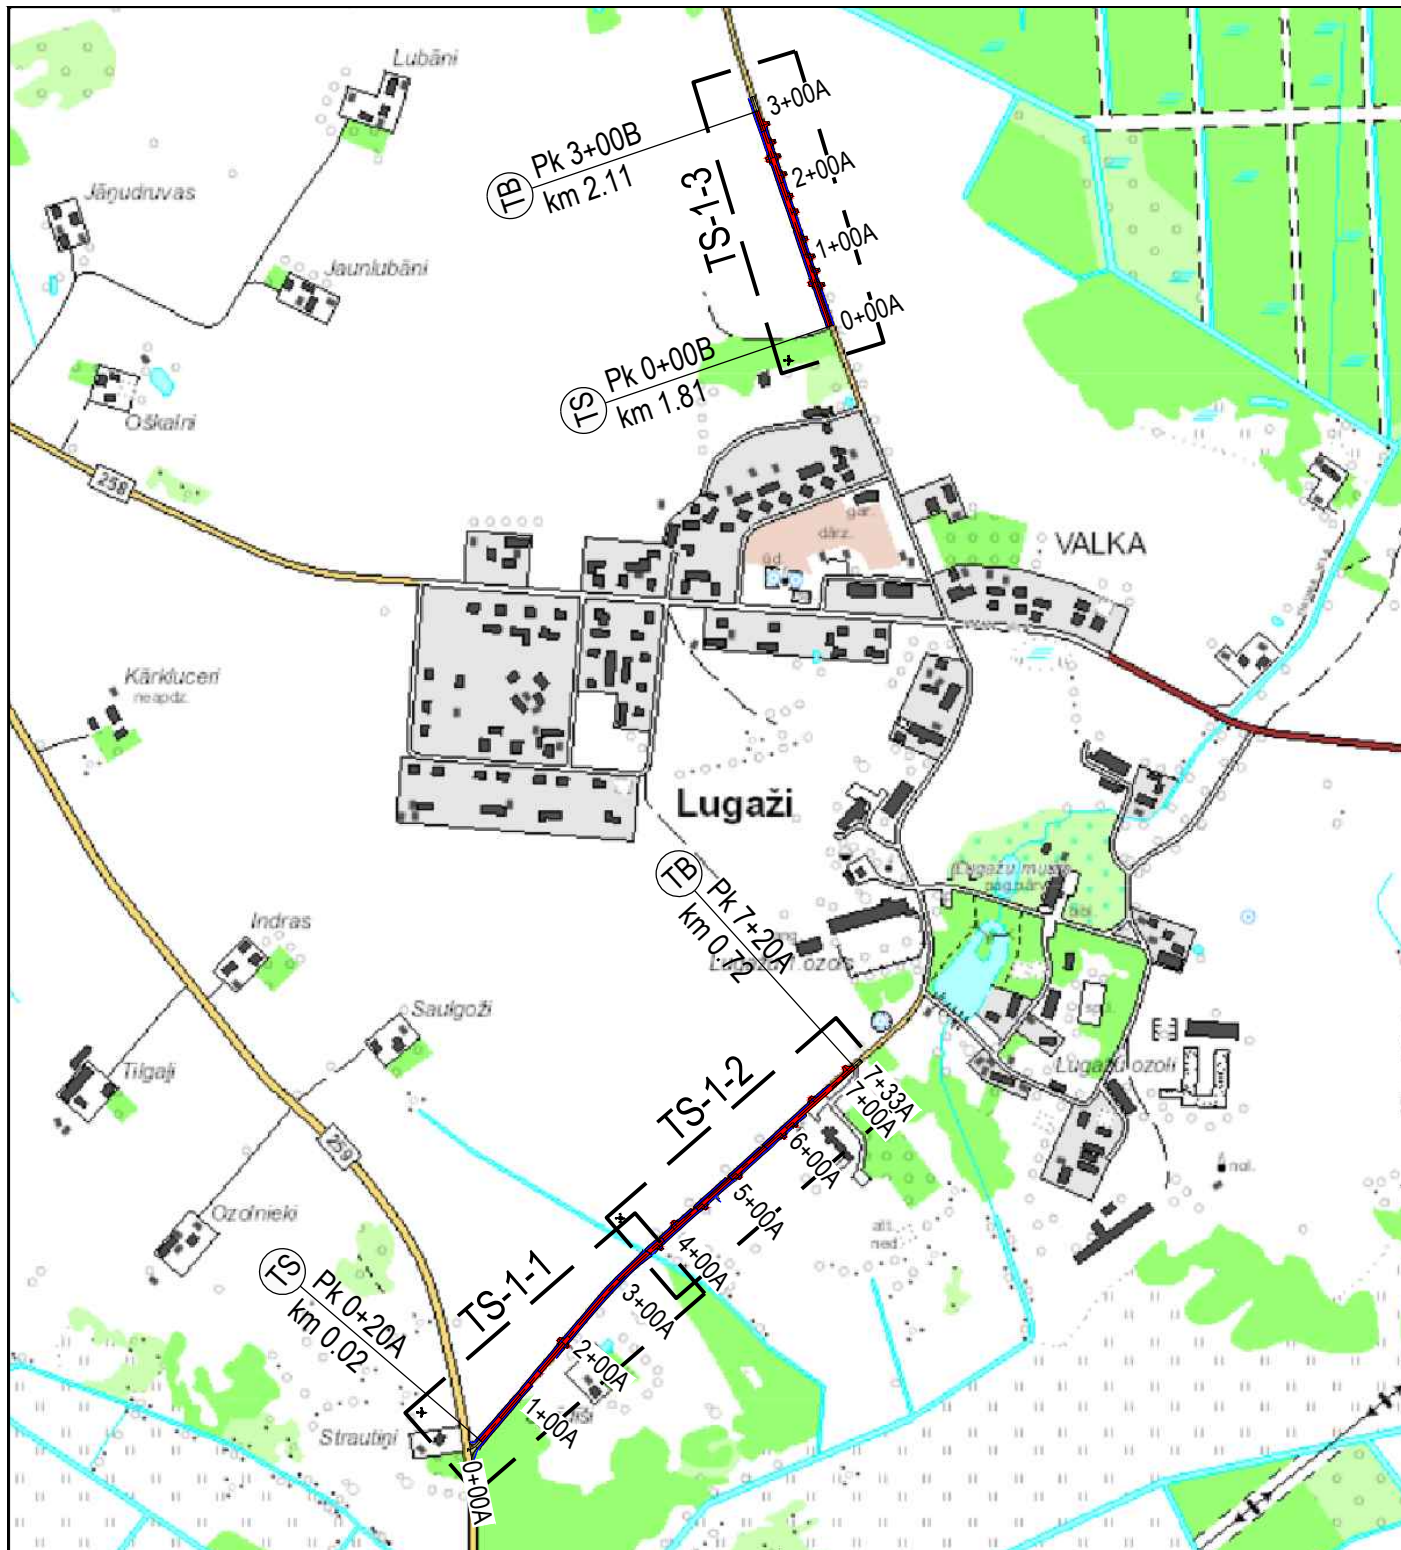 Lubāni
3+00A
Pk 3+00B
TB
km 2.11
2+00A
Jāņudruvas
TS-1-3
1+00A
Jaunlubāni
0+00A
Pk 0+00B
TS
km 1.81
Oškalni
258
gar.
dārz.
VALKA
Kārkluceri
neapdz.
Lugaži
TB
Pk 7+20A
km 0.72
Indras
Saulgoži
Tilgaļi
Lugažu ozoli
7+33A
7+00A
TS-1-2
6+00A
259
5+00A
Ozolnieki
4+00A
TS-1-1
3+00A
TS
Pk 0+20A
km 0.02
2+00A
1+00A
Strautiņi
0+00A